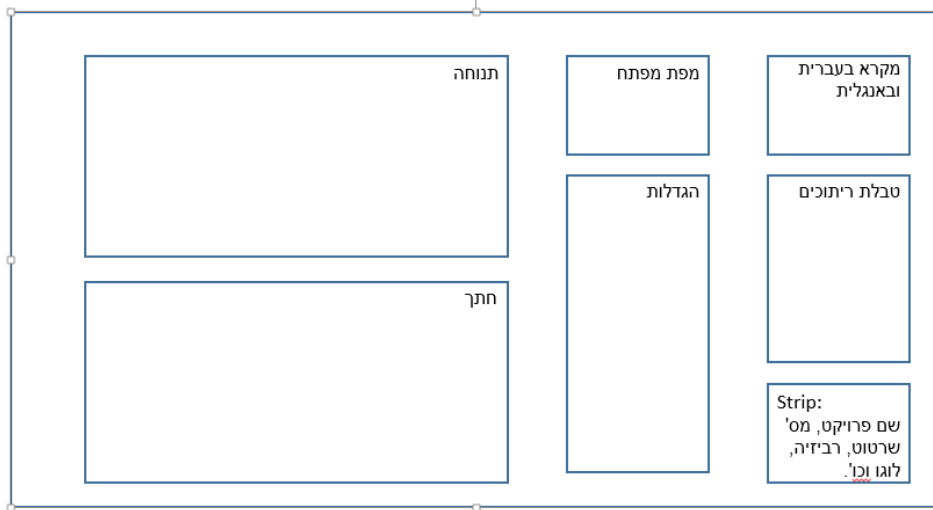 מקרא בעברית
ובאנגלית
מפת מפתח
תנוחה
טבלת ריתוכים
הגדלות
חתך
Strip:
שם פרויקט, מס'
שרטוט, רביזיה,
לוגו וכו'.